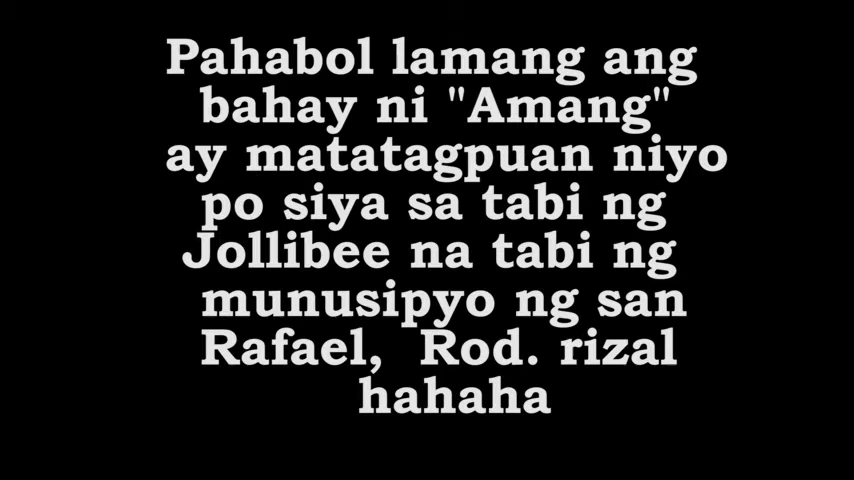 Pahabol lamang ang
bahay ni "Amang"
ay matatagpuan niyo
po siya sa tabi ng
Jollibee na tabi ng
munusipyo ng san
Rafael, Rod. rizal
hahaha